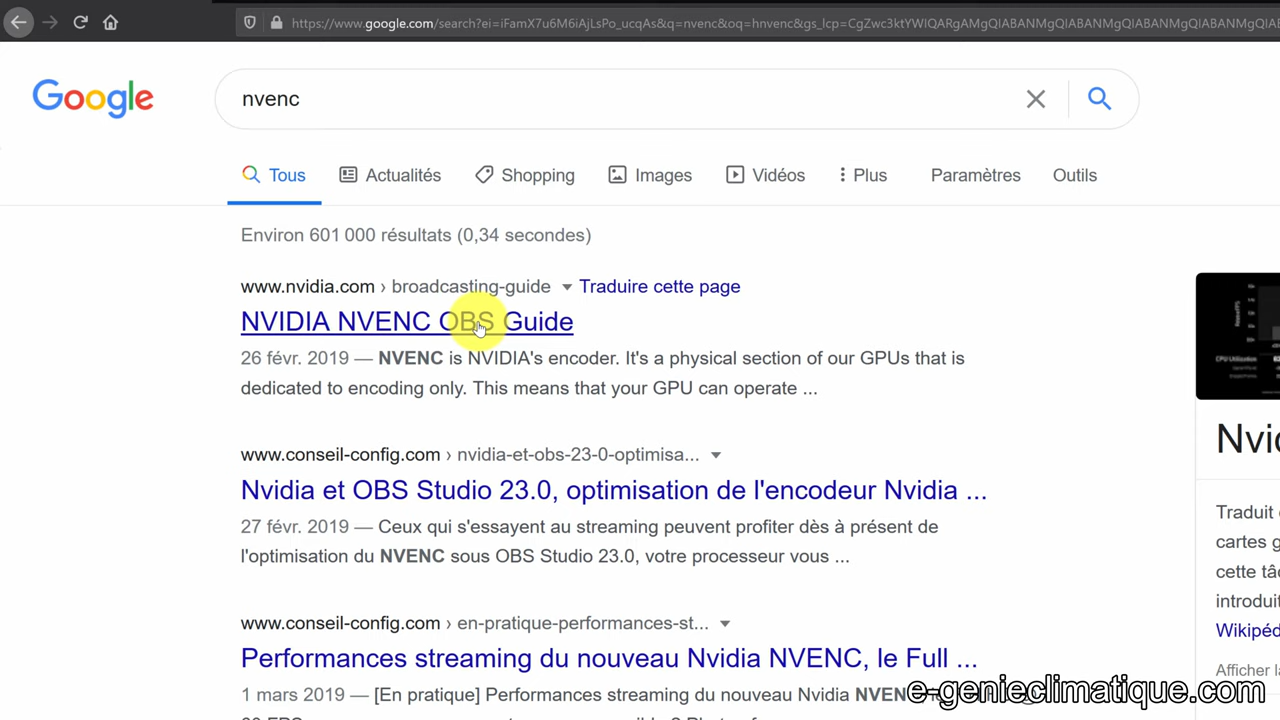 https://www.google.com/search?ei=iFamX7u6M6iAjLsPo_ucqAs&q=nvenc&oq=hnvenc&gs_lcp=CgZwc3ktYWIQARgAMgQIABANMgQIABANMgQIABANMgQIABANMgQIABANMgQIABANMgQIABAN
Google
nvenc
Tous Actualités Shopping Images Vidéos Plus Paramètres Outils
Environ 601 000 résultats (0,34 secondes)
www.nvidia.com › broadcasting-guide Traduire cette page
NVIDIA NVENC OBS Guide
26 févr. 2019 — NVENC is NVIDIA's encoder. It's a physical section of our GPUs that is
dedicated to encoding only. This means that your GPU can operate ...
www.conseil-config.com › nvidia-et-obs-23-0-optimisa...
Nvidia et OBS Studio 23.0, optimisation de l'encodeur Nvidia ...
27 févr. 2019 — Ceux qui s'essayent au streaming peuvent profiter dès à présent de
l'optimisation du NVENC sous OBS Studio 23.0, votre processeur vous ...
www.conseil-config.com › en-pratique-performances-st...
Performances streaming du nouveau Nvidia NVENC, le Full ...
1 mars 2019 — [En pratique] Performances streaming du nouveau Nvidia NVEN
CPU Utilization
Nvi
Traduit
cartes g
cette tâ
introduit
Wikipéd
Afficher la
e-genieclimatique.com